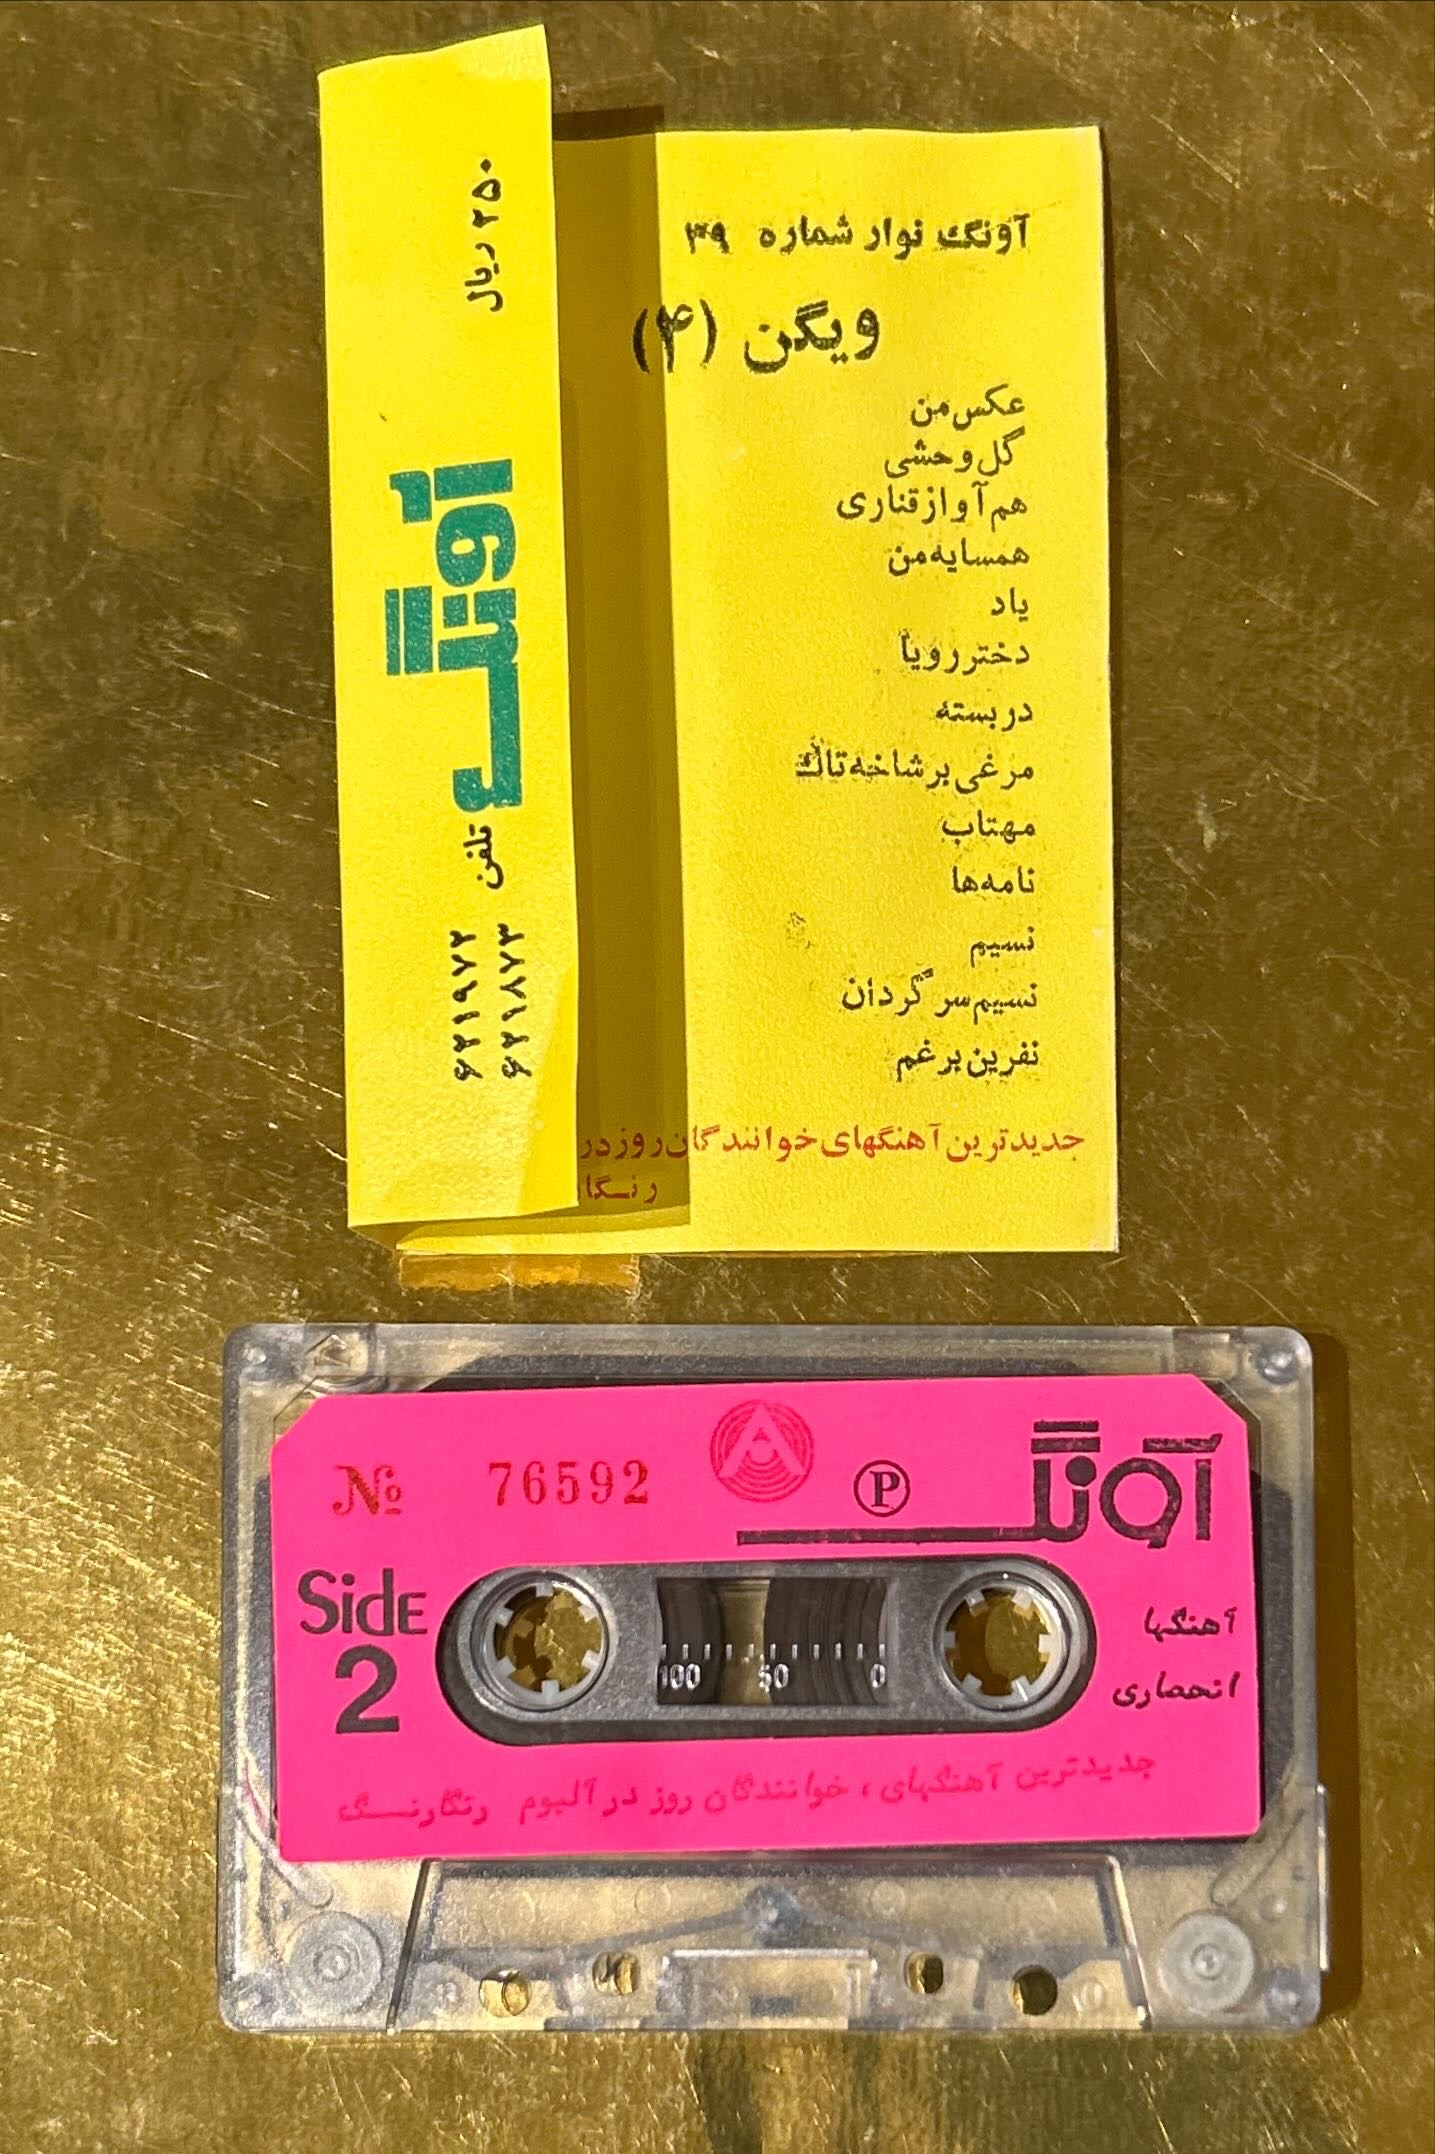 ۲۵۰ ریال
آونگ
تلفن
۶۲۱۹۷۲
۶۲۱۸۷۳
آونگ نوار شماره ۳۹
ویگن (۴)
عکس من
گل وحشی
هم آواز قناری
همسایه من
یاد
دختر رویا
در بسته
مرغی بر شاخه تاک
مهتاب
نامه ها
نسیم
نسیم سر گردان
نفرین بر غم
جدیدترین آهنگهای خوانندگان روز در
رنگا
№ 76592
Ⓟ
آونگ
Side
2
آهنگها
انحصاری
100 50 0
جدیدترین آهنگهای، خوانندگان روز در آلبوم رنگارنگ